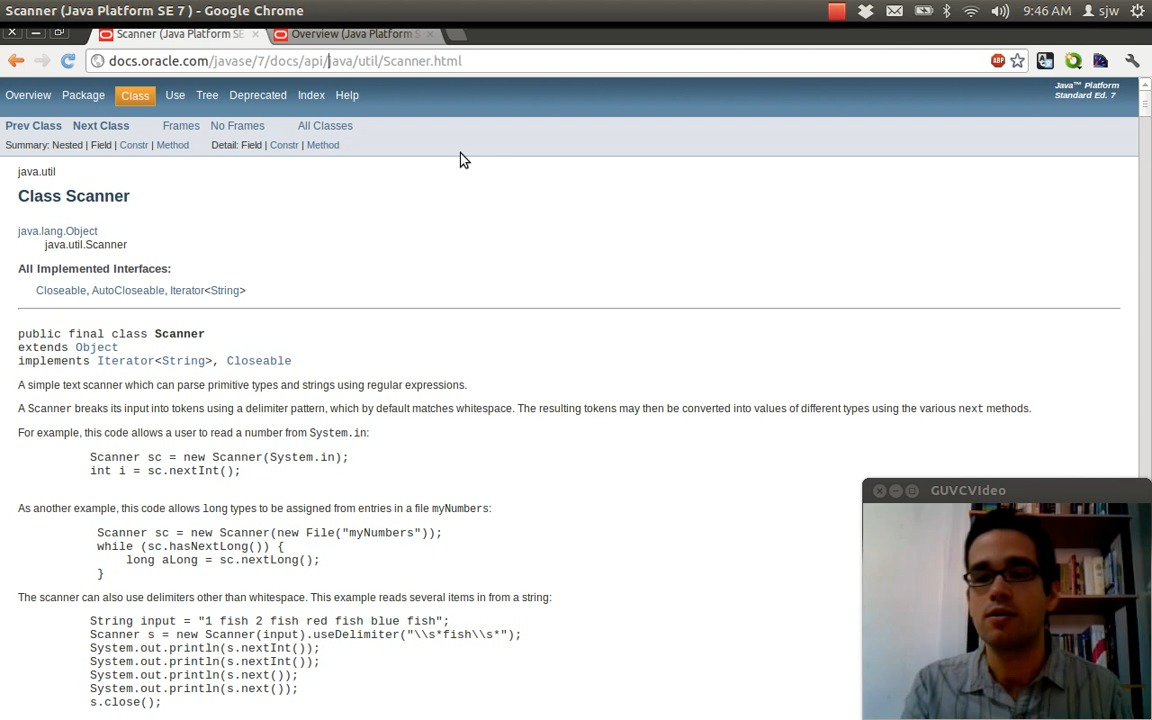 Scanner (Java Platform SE 7 ) - Google Chrome
9:46 AM sjw
Scanner (Java Platform SE
Overview (Java Platform S
docs.oracle.com/javase/7/docs/api/java/util/Scanner.html
ABP
Overview Package Class Use Tree Deprecated Index Help
Java™ Platform
Standard Ed. 7
Prev Class Next Class Frames No Frames All Classes
Summary: Nested | Field | Constr | Method Detail: Field | Constr | Method
java.util
Class Scanner
java.lang.Object
java.util.Scanner
All Implemented Interfaces:
Closeable, AutoCloseable, Iterator<String>
public final class Scanner
extends Object
implements Iterator<String>, Closeable
A simple text scanner which can parse primitive types and strings using regular expressions.
A Scanner breaks its input into tokens using a delimiter pattern, which by default matches whitespace. The resulting tokens may then be converted into values of different types using the various next methods.
For example, this code allows a user to read a number from System.in:
Scanner sc = new Scanner(System.in);
int i = sc.nextInt();
As another example, this code allows long types to be assigned from entries in a file myNumbers:
Scanner sc = new Scanner(new File("myNumbers"));
while (sc.hasNextLong()) {
long aLong = sc.nextLong();
}
The scanner can also use delimiters other than whitespace. This example reads several items in from a string:
String input = "1 fish 2 fish red fish blue fish";
Scanner s = new Scanner(input).useDelimiter("\\s*fish\\s*");
System.out.println(s.nextInt());
System.out.println(s.nextInt());
System.out.println(s.next());
System.out.println(s.next());
s.close();
GUVCVideo